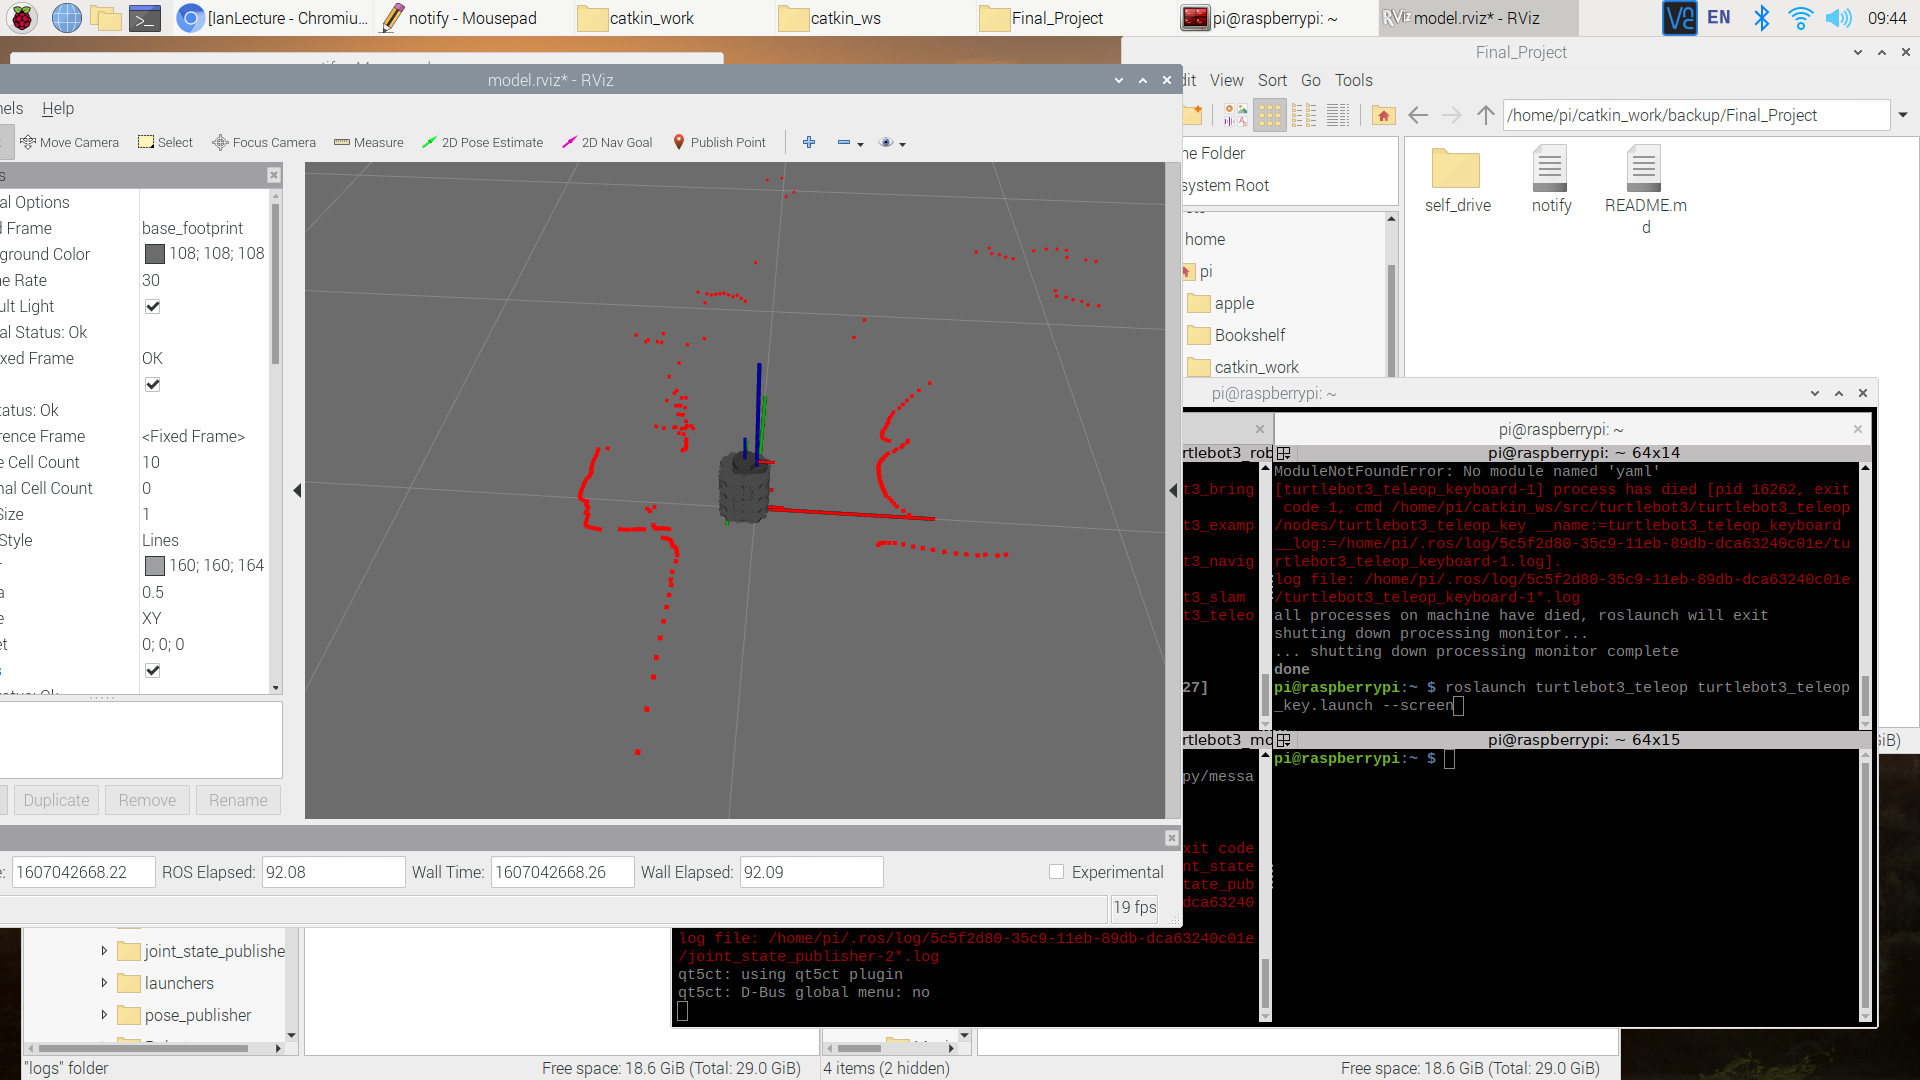 [IanLecture - Chromiu...
notify - Mousepad
catkin_work
catkin_ws
Final_Project
pi@raspberrypi: ~
RViz model.rviz* - RViz
VNC
EN
09:44
model.rviz* - RViz
nels
Help
Move Camera
Select
Focus Camera
Measure
2D Pose Estimate
2D Nav Goal
Publish Point
s
al Options
d Frame
base_footprint
ground Color
108; 108; 108
ne Rate
30
ult Light
al Status: Ok
ixed Frame
OK
tatus: Ok
erence Frame
<Fixed Frame>
e Cell Count
10
nal Cell Count
0
Size
1
Style
Lines
r
160; 160; 164
a
0.5
e
XY
et
0; 0; 0
Duplicate
Remove
Rename
e:
1607042668.22
ROS Elapsed:
92.08
Wall Time:
1607042668.26
Wall Elapsed:
92.09
Experimental
19 fps
Final_Project
dit
View
Sort
Go
Tools
/home/pi/catkin_work/backup/Final_Project
ne Folder
system Root
home
pi
apple
Bookshelf
catkin_work
self_drive
notify
README.m
d
iB)
pi@raspberrypi: ~
pi@raspberrypi: ~
rtlebot3_rob
t3_bring
t3_examp
t3_navig
t3_slam
t3_teleo
27]
pi@raspberrypi: ~ 64x14
ModuleNotFoundError: No module named 'yaml'
[turtlebot3_teleop_keyboard-1] process has died [pid 16262, exit
code 1, cmd /home/pi/catkin_ws/src/turtlebot3/turtlebot3_teleop
/nodes/turtlebot3_teleop_key __name:=turtlebot3_teleop_keyboard
__log:=/home/pi/.ros/log/5c5f2d80-35c9-11eb-89db-dca63240c01e/tu
rtlebot3_teleop_keyboard-1.log].
log file: /home/pi/.ros/log/5c5f2d80-35c9-11eb-89db-dca63240c01e
/turtlebot3_teleop_keyboard-1*.log
all processes on machine have died, roslaunch will exit
shutting down processing monitor...
... shutting down processing monitor complete
done
pi@raspberrypi:~ $ roslaunch turtlebot3_teleop turtlebot3_teleop
_key.launch --screen
rtlebot3_mo
py/messa
xit code
int_state
tate_pub
dca63240
log file: /home/pi/.ros/log/5c5f2d80-35c9-11eb-89db-dca63240c01e
/joint_state_publisher-2*.log
qt5ct: using qt5ct plugin
qt5ct: D-Bus global menu: no
pi@raspberrypi: ~ 64x15
pi@raspberrypi:~ $
joint_state_publishe
launchers
pose_publisher
"logs" folder
Free space: 18.6 GiB (Total: 29.0 GiB)
4 items (2 hidden)
Free space: 18.6 GiB (Total: 29.0 GiB)